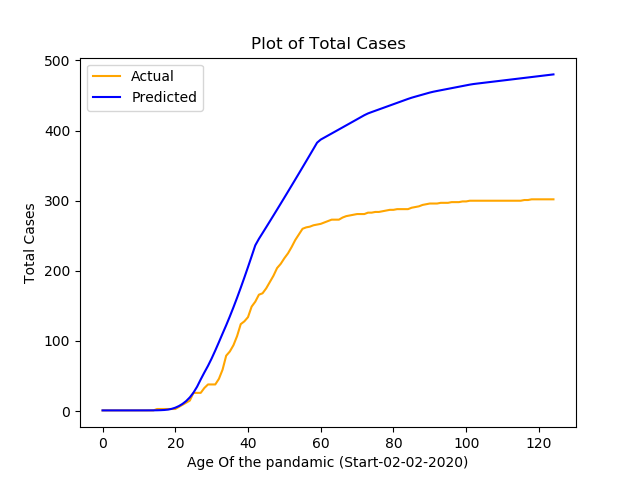 Plot of Total Cases
Actual
Predicted
500
400
300
200
100
0
Total Cases
0 20 40 60 80 100 120
Age Of the pandamic (Start-02-02-2020)